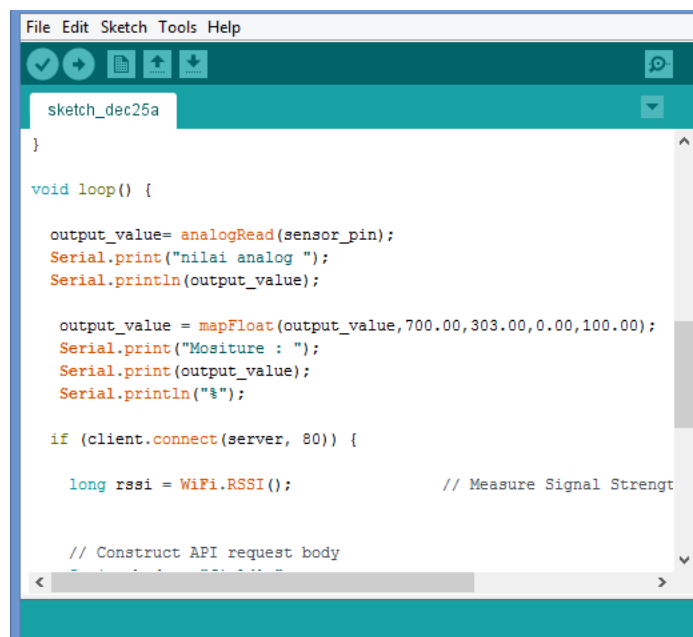 File Edit Sketch Tools Help
sketch_dec25a
}
void loop() {
output_value= analogRead(sensor_pin);
Serial.print("nilai analog ");
Serial.println(output_value);
output_value = mapFloat(output_value,700.00,303.00,0.00,100.00);
Serial.print("Mositure : ");
Serial.print(output_value);
Serial.println("%");
if (client.connect(server, 80)) {
long rssi = WiFi.RSSI(); // Measure Signal Strengt
// Construct API request body